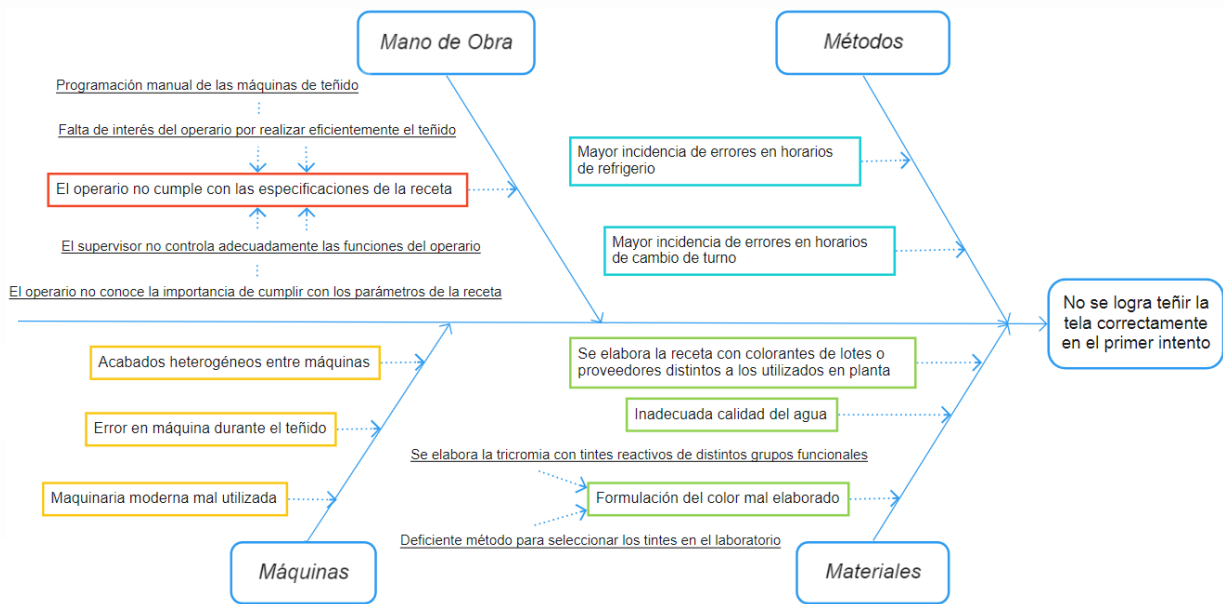 Mano de Obra
Métodos
Programación manual de las máquinas de teñido
Falta de interés del operario por realizar eficientemente el teñido
El operario no cumple con las especificaciones de la receta
El supervisor no controla adecuadamente las funciones del operario
El operario no conoce la importancia de cumplir con los parámetros de la receta
Mayor incidencia de errores en horarios
de refrigerio
Mayor incidencia de errores en horarios
de cambio de turno
No se logra teñir la
tela correctamente
en el primer intento
Acabados heterogéneos entre máquinas
Error en máquina durante el teñido
Maquinaria moderna mal utilizada
Se elabora la receta con colorantes de lotes o
proveedores distintos a los utilizados en planta
Inadecuada calidad del agua
Se elabora la tricromia con tintes reactivos de distintos grupos funcionales
Formulación del color mal elaborado
Deficiente método para seleccionar los tintes en el laboratorio
Máquinas
Materiales